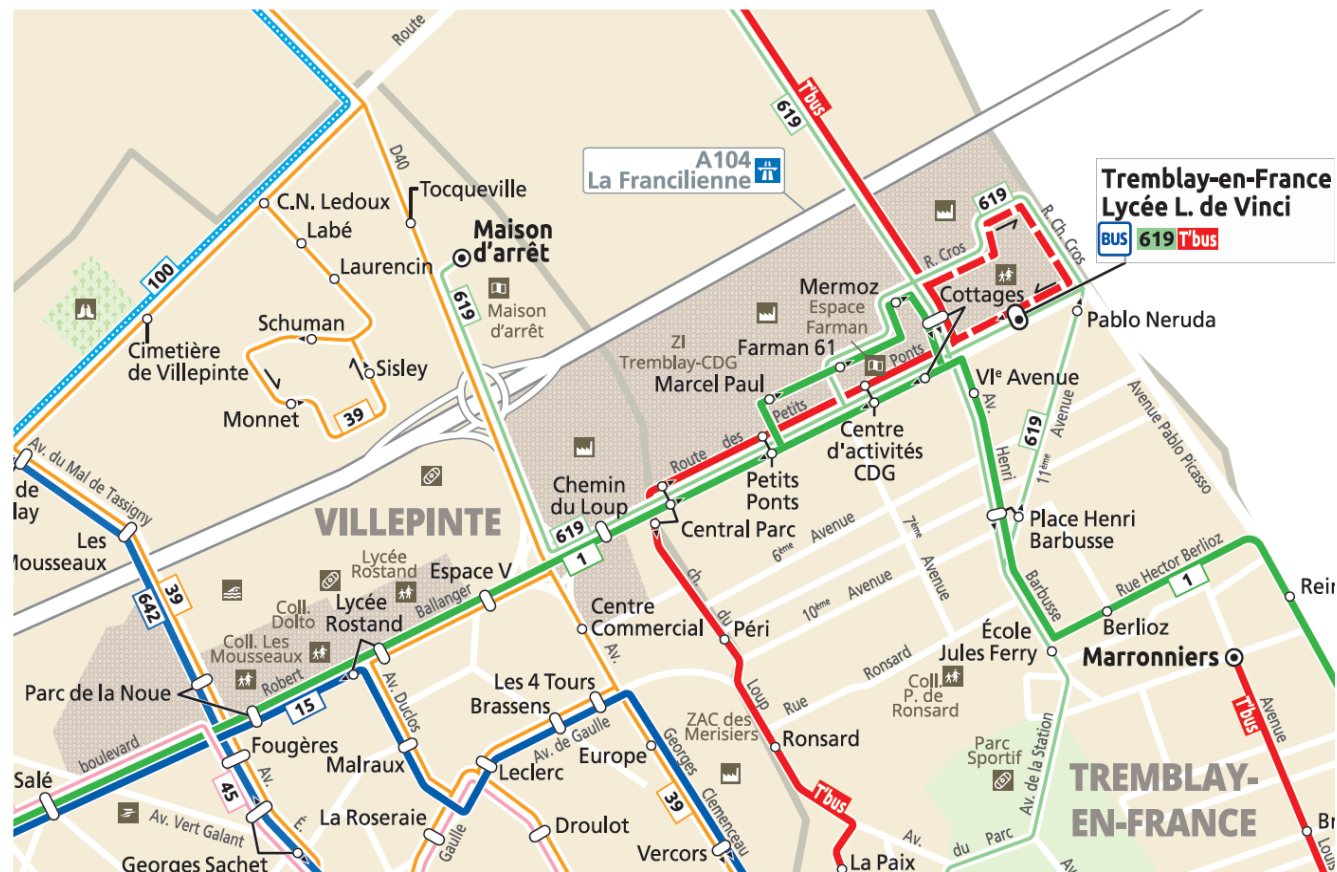 Route
T'bus
619
A104
La Francilienne
Tremblay-en-France
Lycée L. de Vinci
BUS 619 T'bus
D40
Tocqueville
C.N. Ledoux
Labé
Maison
d'arrêt
619
R. Ch. Cros
R. Cros
Laurencin
100
619
Maison
d'arrêt
Mermoz
Espace
Farman
Cottages
Pablo Neruda
Schuman
Cimetière
de Villepinte
Sisley
ZI
Tremblay-CDG
Farman 61
Marcel Paul
Ponts
Petits
des
Route
VIe Avenue
Monnet
39
Av.
Henri
Barbusse
619
11ème Avenue
Avenue Pablo Picasso
Centre
d'activités
CDG
Av. du Mal de Tassigny
de
lay
Les
Mousseaux
VILLEPINTE
Chemin
du Loup
Petits
Ponts
Central Parc
6ème Avenue
7ème Avenue
10ème Avenue
Place Henri
Barbusse
619
1
Rue Hector Berlioz
1
39
642
Lycée
Rostand
Coll.
Dolto
Lycée
Rostand
Espace V
Ballanger
Coll. Les
Mousseaux
Robert
boulevard
Centre
Commercial
Av.
ch.
du
Loup
Péri
École
Jules Ferry
Berlioz
Rein
Marronniers
Parc de la Noue
15
Av. Duclos
Les 4 Tours
Brassens
Av. de Gaulle
Rue Ronsard
Coll.
P. de
Ronsard
T'bus
Avenue
Fougères
Av.
Malraux
Leclerc
Europe
Georges
Clemenceau
39
ZAC des
Merisiers
Ronsard
Parc
Sportif
Av. de la Station
TREMBLAY-
EN-FRANCE
Salé
45
É.
Av. Vert Galant
La Roseraie
Gaulle
Droulot
T'bus
Georges Sachet
Vercors
La Paix
Av.
du Parc
Av.
Br
Louis